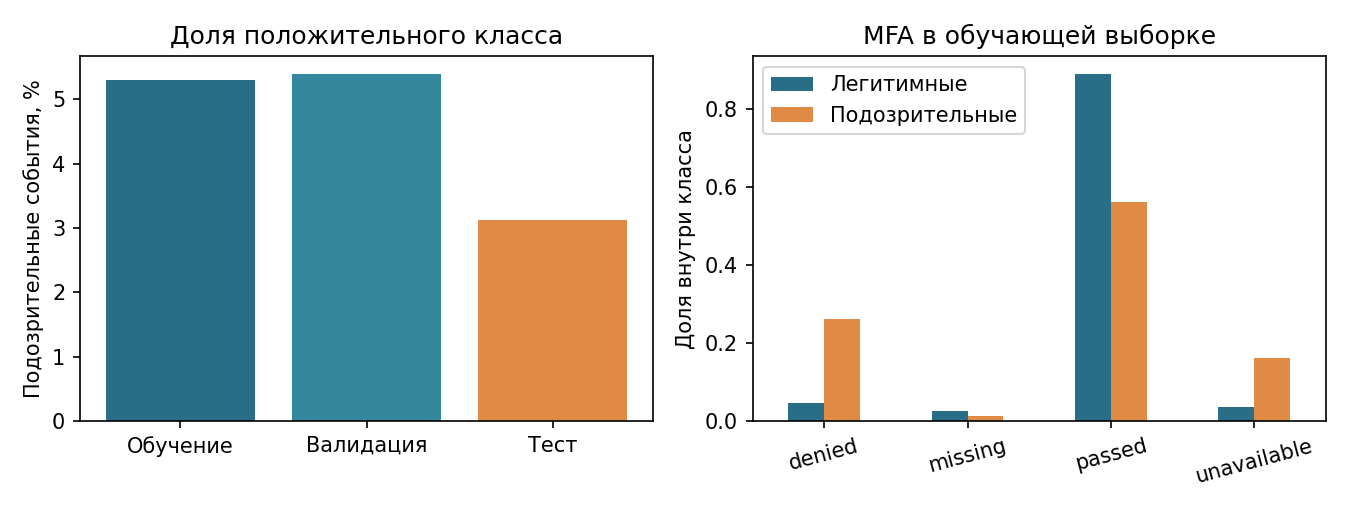 Доля положительного класса
Подозрительные события, %
5
4
3
2
1
0
Обучение
Валидация
Тест
MFA в обучающей выборке
Легитимные
Подозрительные
Доля внутри класса
0.8
0.6
0.4
0.2
0.0
denied
missing
passed
unavailable